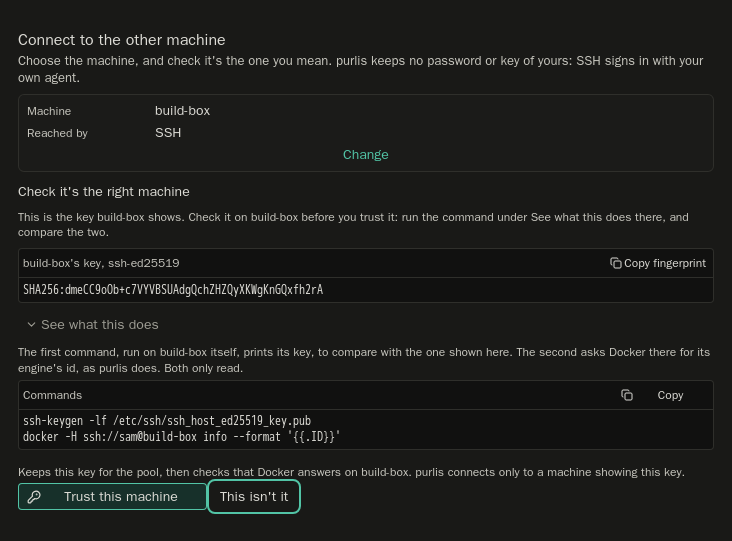 Connect to the other machine
Choose the machine, and check it's the one you mean. purlis keeps no password or key of yours: SSH signs in with your
own agent.
Machine build-box
Reached by SSH
Change
Check it's the right machine
This is the key build-box shows. Check it on build-box before you trust it: run the command under See what this does there, and
compare the two.
build-box's key, ssh-ed25519 Copy fingerprint
SHA256:dmeCC9oOb+c7VYVBSUAdgQchZHZQyXKWgKnGQxfh2rA
See what this does
The first command, run on build-box itself, prints its key, to compare with the one shown here. The second asks Docker there for its
engine's id, as purlis does. Both only read.
Commands Copy
ssh-keygen -lf /etc/ssh/ssh_host_ed25519_key.pub
docker -H ssh://sam@build-box info --format '{{.ID}}'
Keeps this key for the pool, then checks that Docker answers on build-box. purlis connects only to a machine showing this key.
Trust this machine This isn't it